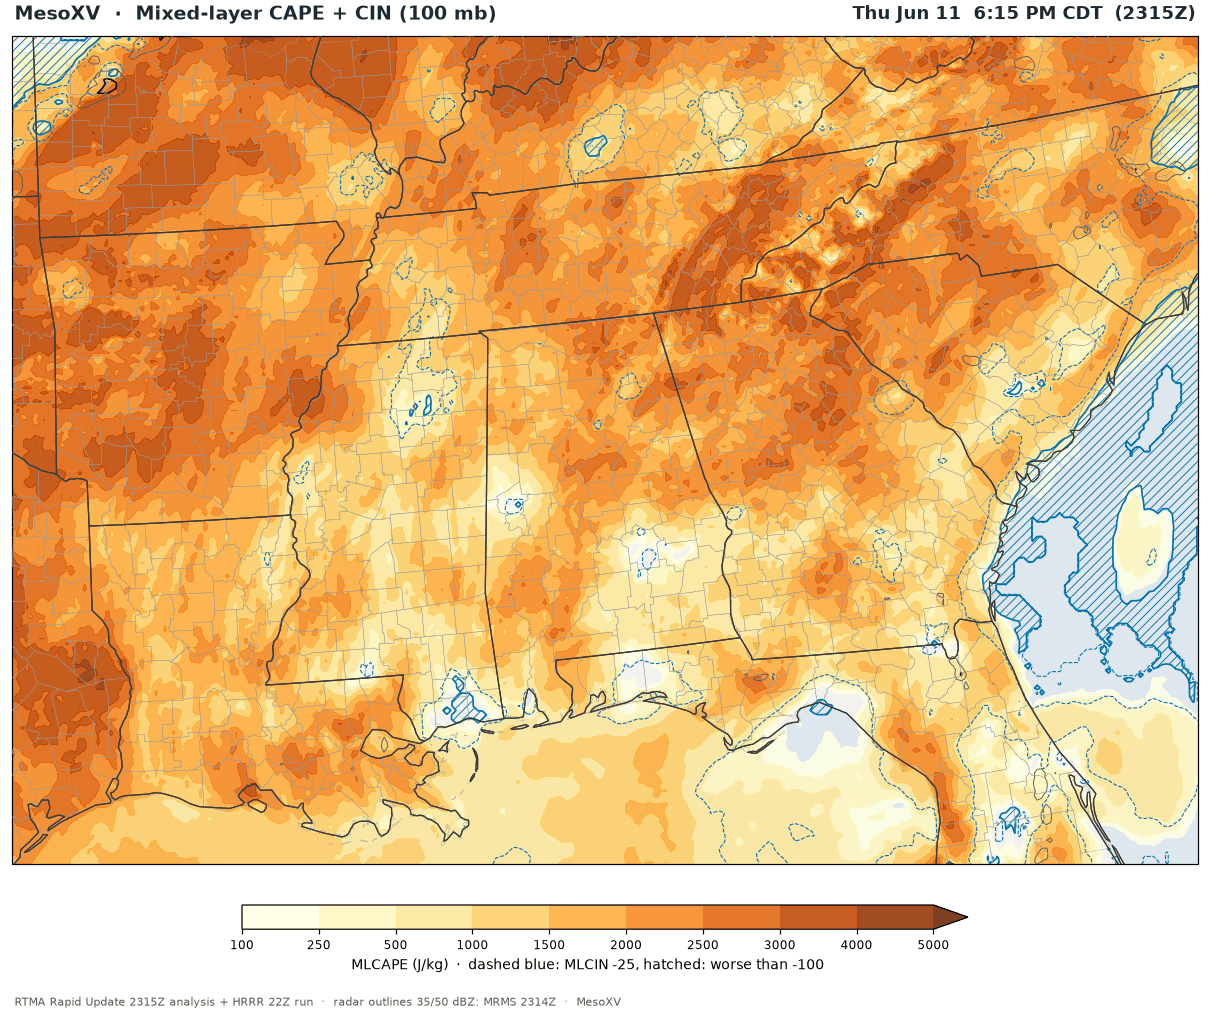 MesoXV · Mixed-layer CAPE + CIN (100 mb)
Thu Jun 11 6:15 PM CDT (2315Z)
100 250 500 1000 1500 2000 2500 3000 4000 5000
MLCAPE (J/kg) · dashed blue: MLCIN -25, hatched: worse than -100
RTMA Rapid Update 2315Z analysis + HRRR 22Z run · radar outlines 35/50 dBZ: MRMS 2314Z · MesoXV